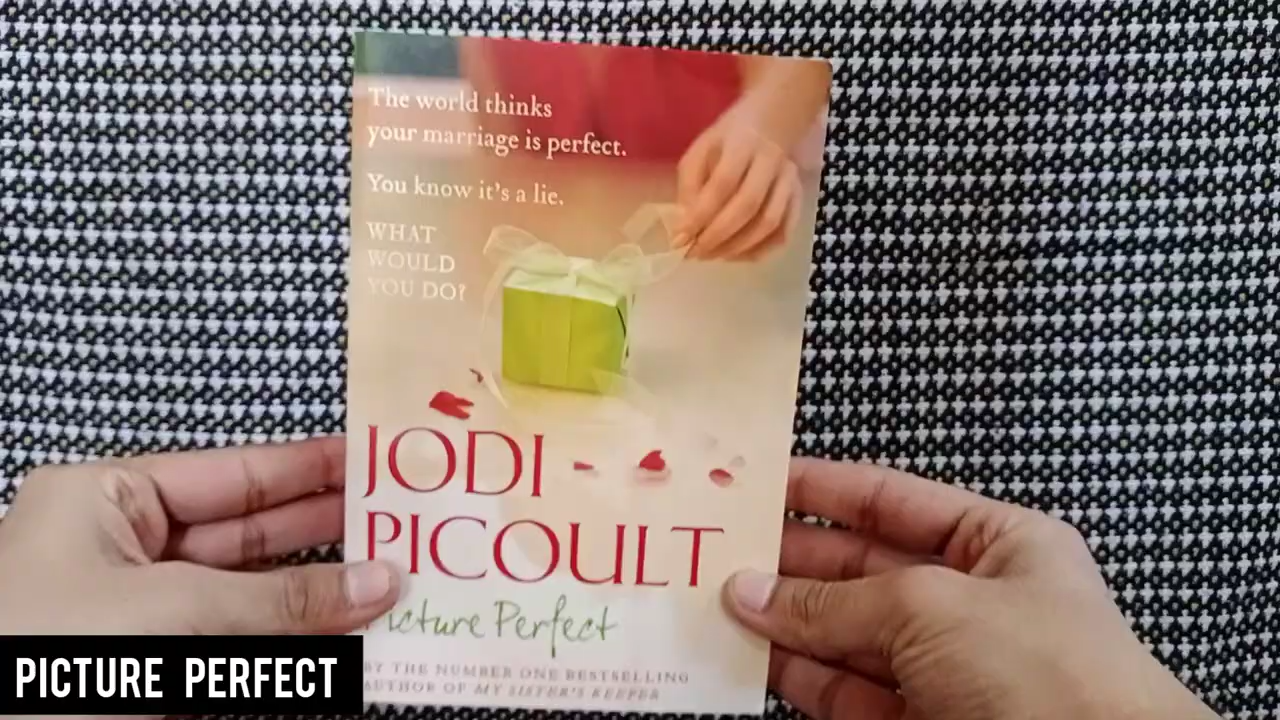 The world thinks
your marriage is perfect.
You know it's a lie.
WHAT
WOULD
YOU DO?
JODI
PICOULT
Picture Perfect
BY THE NUMBER ONE BESTSELLING
AUTHOR OF MY SISTER'S KEEPER
PICTURE PERFECT